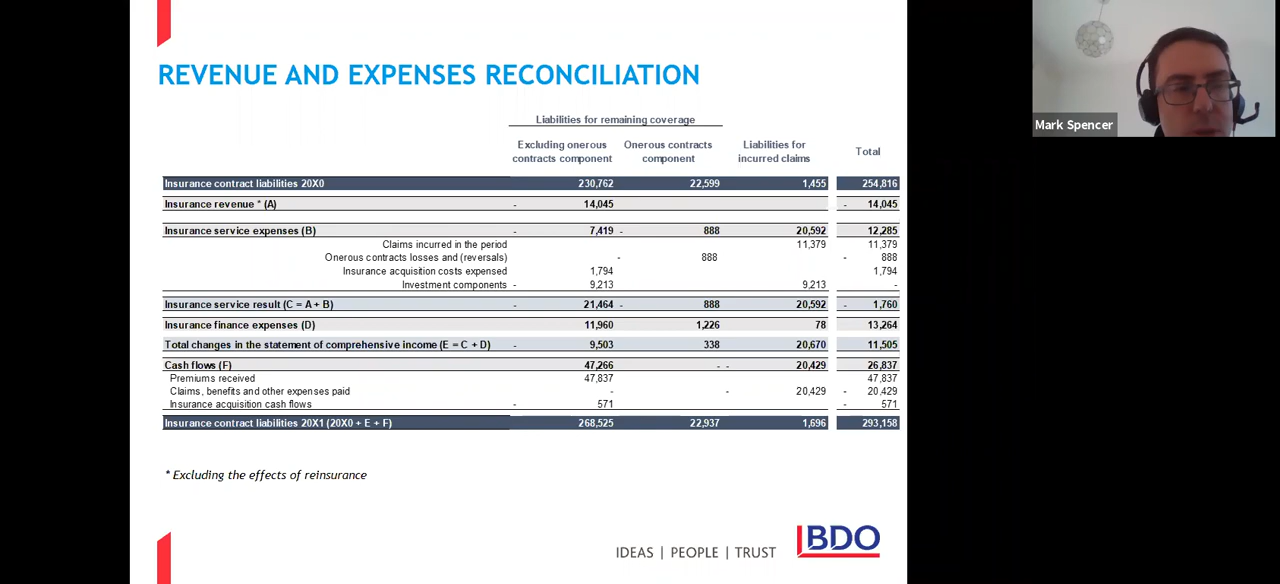 REVENUE AND EXPENSES RECONCILIATION
Mark Spencer
Liabilities for remaining coverage
Excluding onerous contracts component Onerous contracts component Liabilities for incurred claims Total
Insurance contract liabilities 20X0 230,762 22,599 1,455 254,816
Insurance revenue * (A) - 14,045 - 14,045
Insurance service expenses (B) - 7,419 - 888 20,592 12,285
Claims incurred in the period 11,379 11,379
Onerous contracts losses and (reversals) - 888 - 888
Insurance acquisition costs expensed 1,794 1,794
Investment components - 9,213 9,213 -
Insurance service result (C = A + B) - 21,464 - 888 20,592 - 1,760
Insurance finance expenses (D) 11,960 1,226 78 13,264
Total changes in the statement of comprehensive income (E = C + D) - 9,503 338 20,670 11,505
Cash flows (F) 47,266 - - 20,429 26,837
Premiums received 47,837 47,837
Claims, benefits and other expenses paid - - 20,429 - 20,429
Insurance acquisition cash flows - 571 - 571
Insurance contract liabilities 20X1 (20X0 + E + F) 268,525 22,937 1,696 293,158
* Excluding the effects of reinsurance
IDEAS | PEOPLE | TRUST
BDO